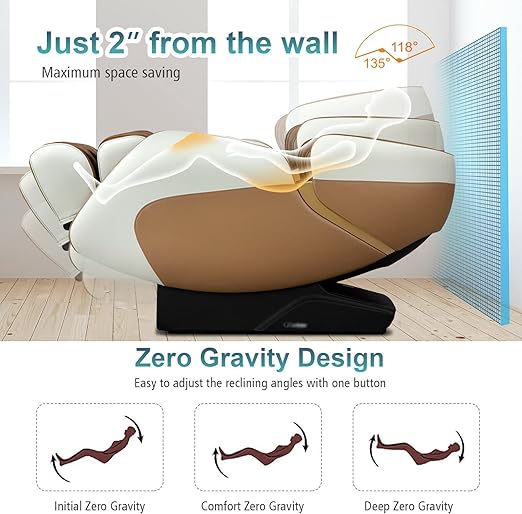 Just 2" from the wall
Maximum space saving
118°
135°
Zero Gravity Design
Easy to adjust the reclining angles with one button
Initial Zero Gravity
Comfort Zero Gravity
Deep Zero Gravity